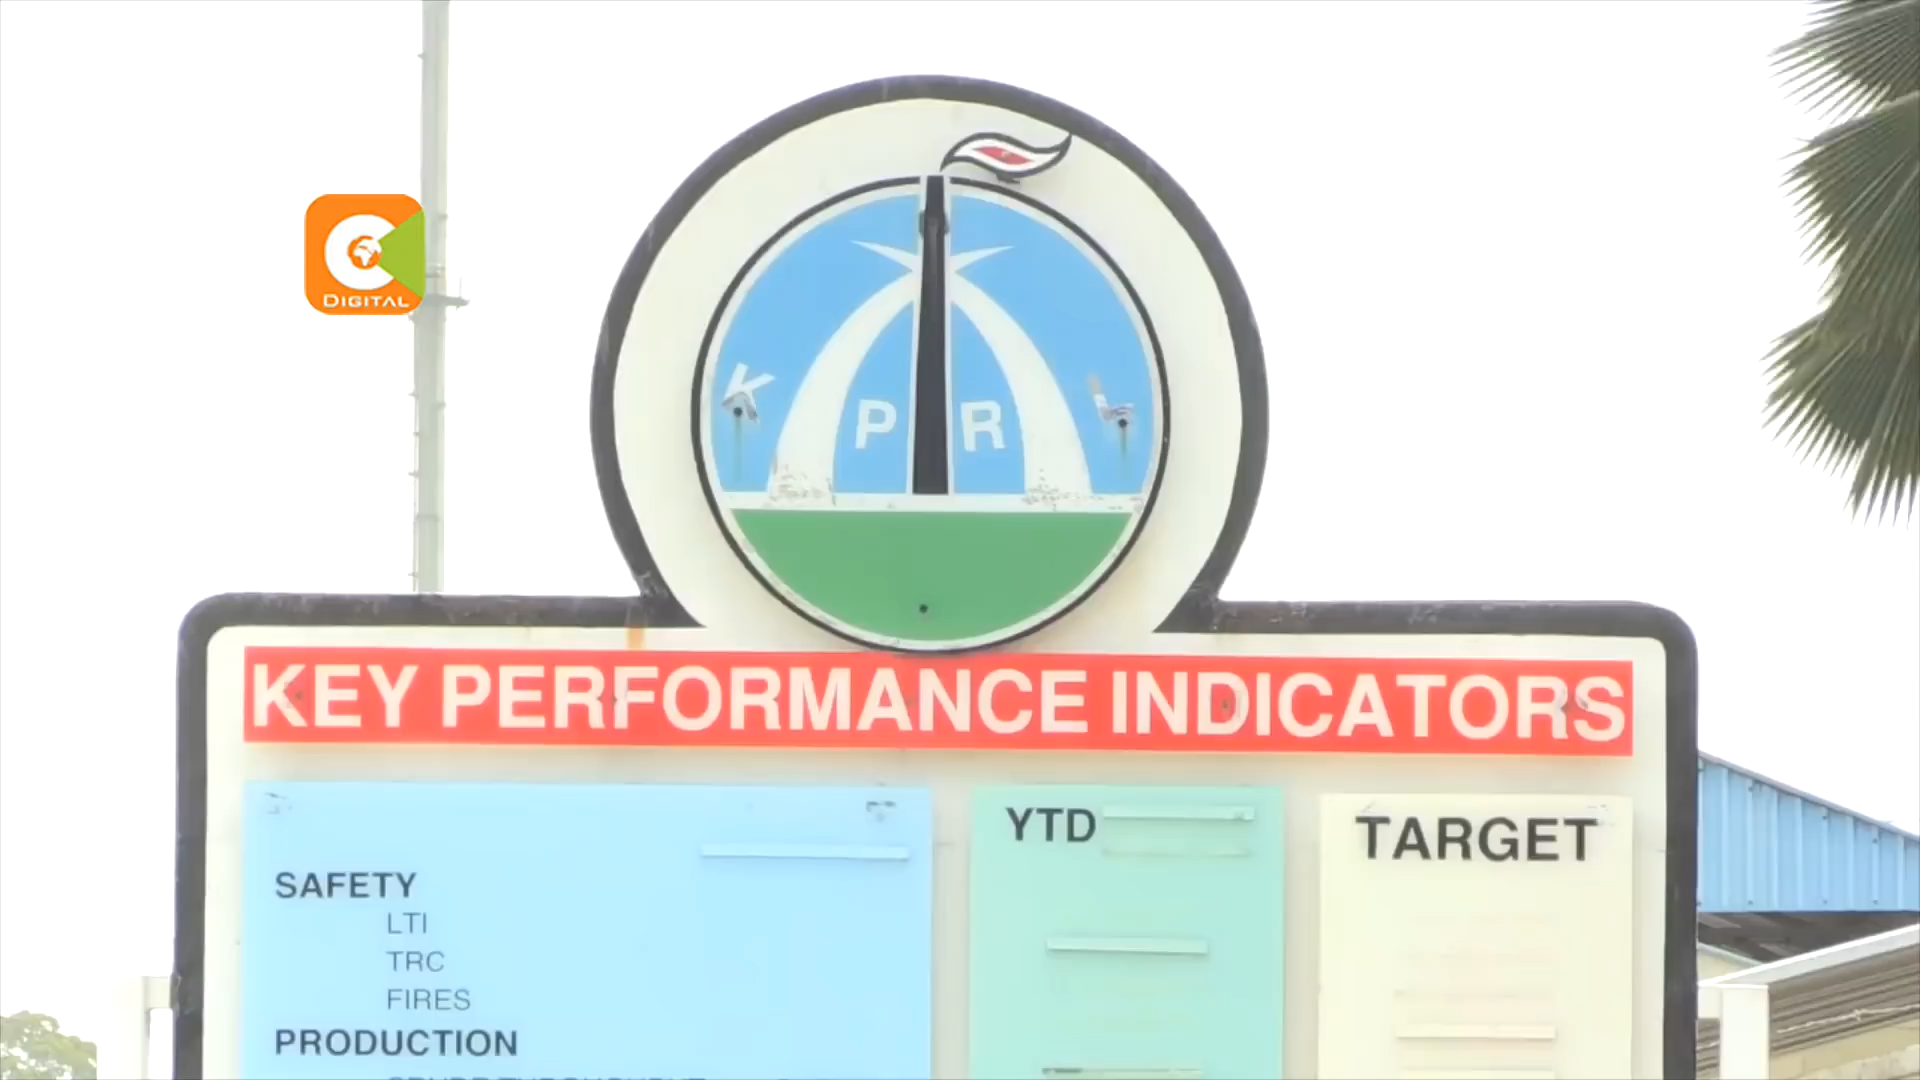 DIGITAL
K P R L
KEY PERFORMANCE INDICATORS
YTD
TARGET
SAFETY
LTI
TRC
FIRES
PRODUCTION